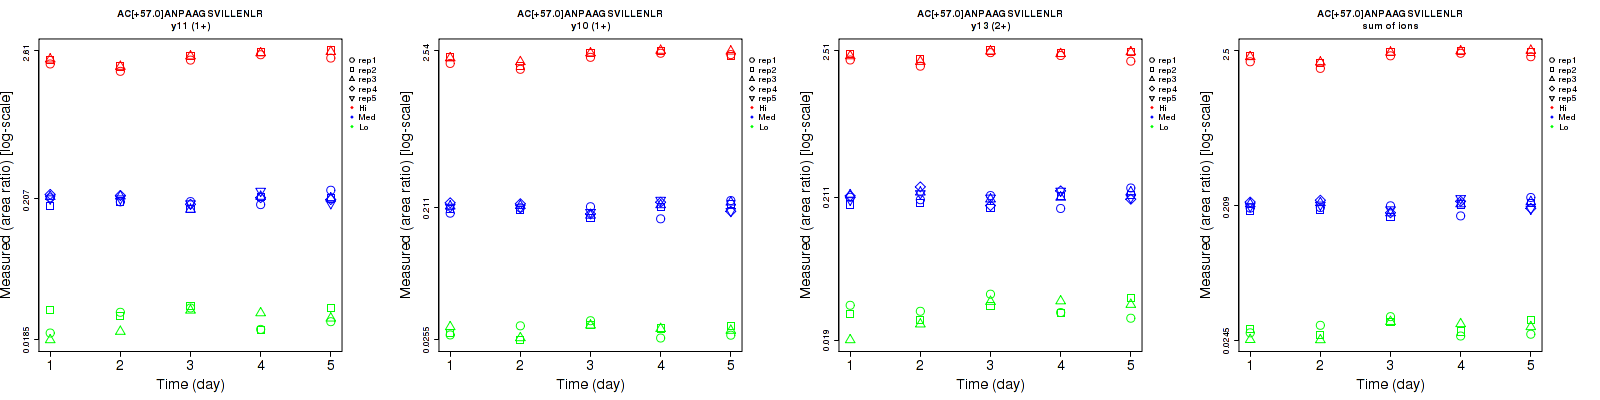 AC[+57.0]ANPAAGSVILLENLR
y11 (1+)
Measured (area ratio) [log-scale]
2.61
0.207
0.0185
1 2 3 4 5
Time (day)
rep1
rep2
rep3
rep4
rep5
Hi
Med
Lo
AC[+57.0]ANPAAGSVILLENLR
y10 (1+)
Measured (area ratio) [log-scale]
2.54
0.211
0.0255
1 2 3 4 5
Time (day)
rep1
rep2
rep3
rep4
rep5
Hi
Med
Lo
AC[+57.0]ANPAAGSVILLENLR
y13 (2+)
Measured (area ratio) [log-scale]
2.51
0.211
0.019
1 2 3 4 5
Time (day)
rep1
rep2
rep3
rep4
rep5
Hi
Med
Lo
AC[+57.0]ANPAAGSVILLENLR
sum of ions
Measured (area ratio) [log-scale]
2.5
0.209
0.0245
1 2 3 4 5
Time (day)
rep1
rep2
rep3
rep4
rep5
Hi
Med
Lo